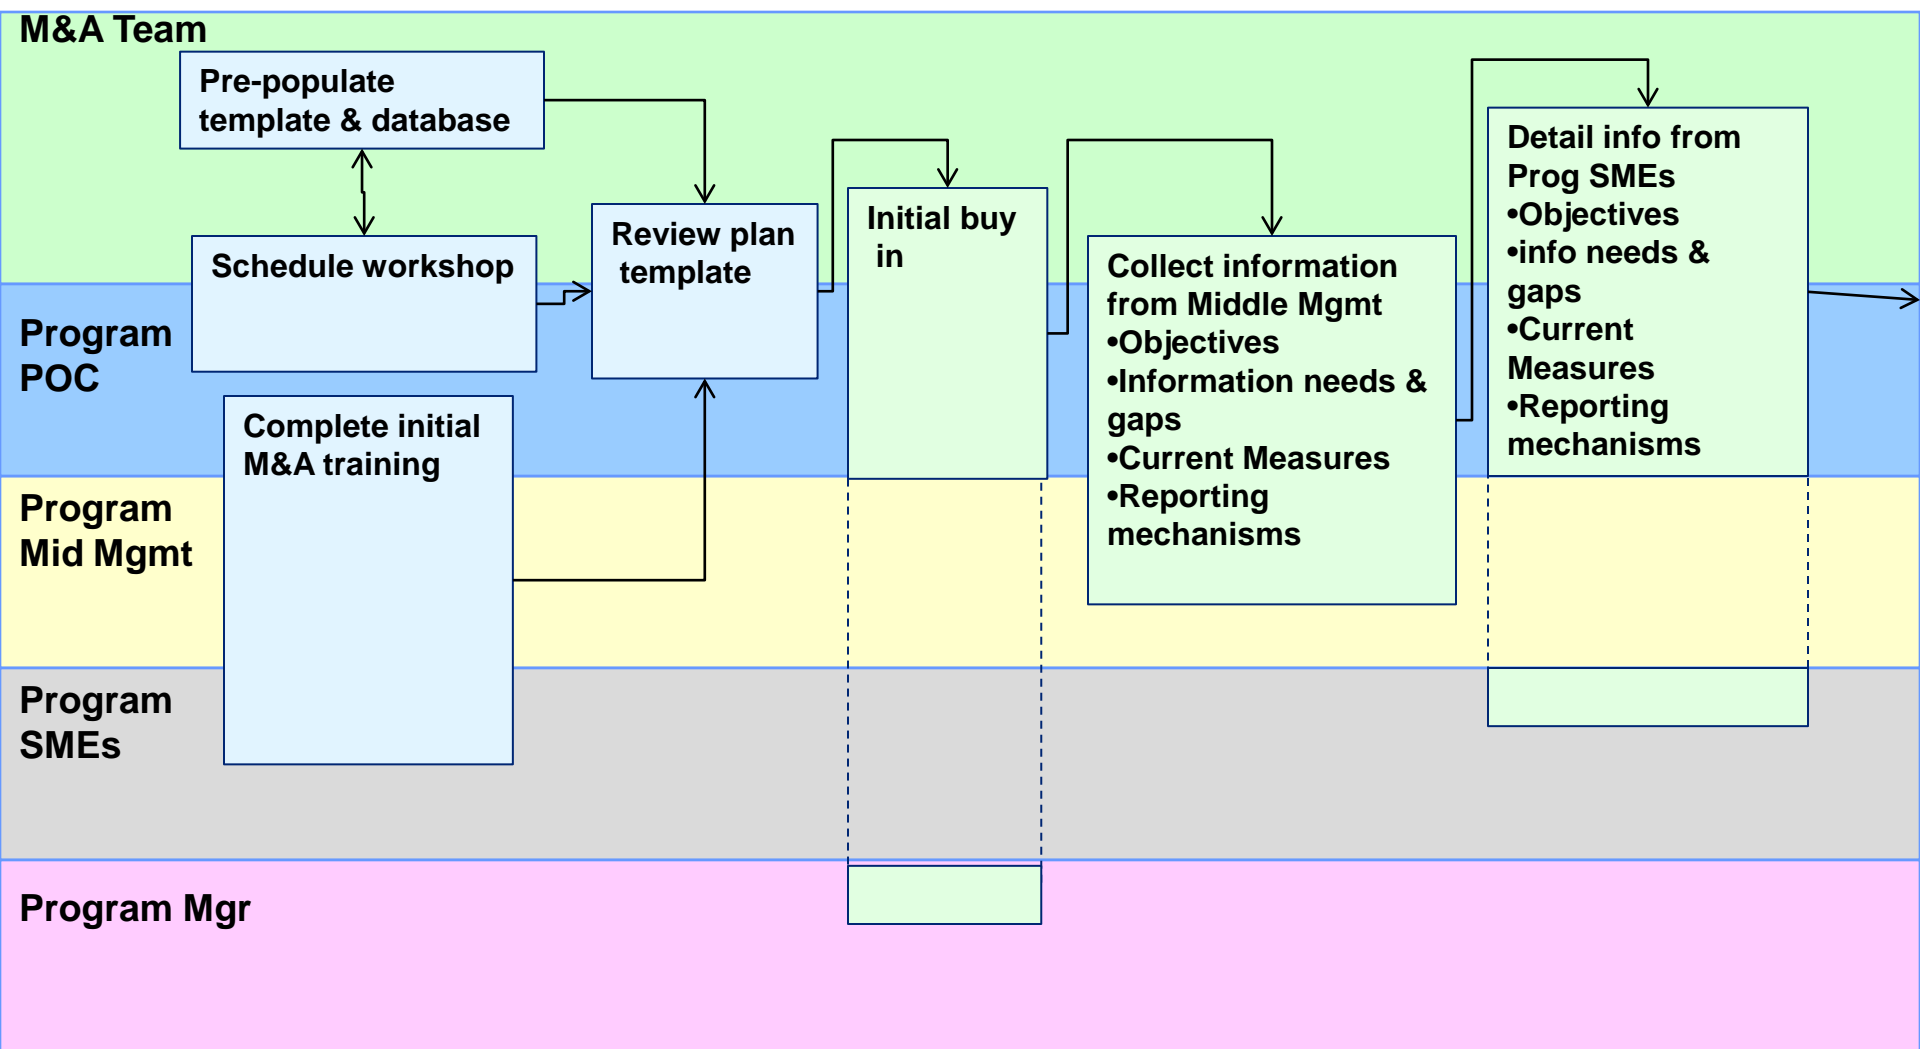 M&A Team
Pre-populate
template & database
Schedule workshop
Review plan
template
Initial buy
in
Collect information
from Middle Mgmt
•Objectives
•Information needs &
gaps
•Current Measures
•Reporting
mechanisms
Detail info from
Prog SMEs
•Objectives
•info needs &
gaps
•Current
Measures
•Reporting
mechanisms
Program
POC
Complete initial
M&A training
Program
Mid Mgmt
Program
SMEs
Program Mgr